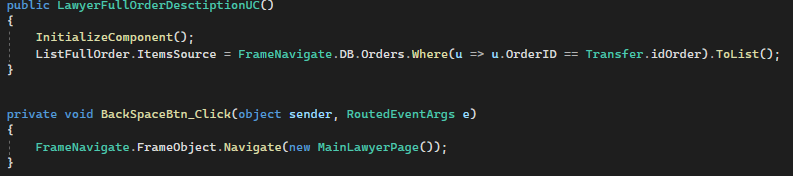 public LawyerFullOrderDesctiptionUC()
{
InitializeComponent();
ListFullOrder.ItemsSource = FrameNavigate.DB.Orders.Where(u => u.OrderID == Transfer.idOrder).ToList();
}
private void BackSpaceBtn_Click(object sender, RoutedEventArgs e)
{
FrameNavigate.FrameObject.Navigate(new MainLawyerPage());
}